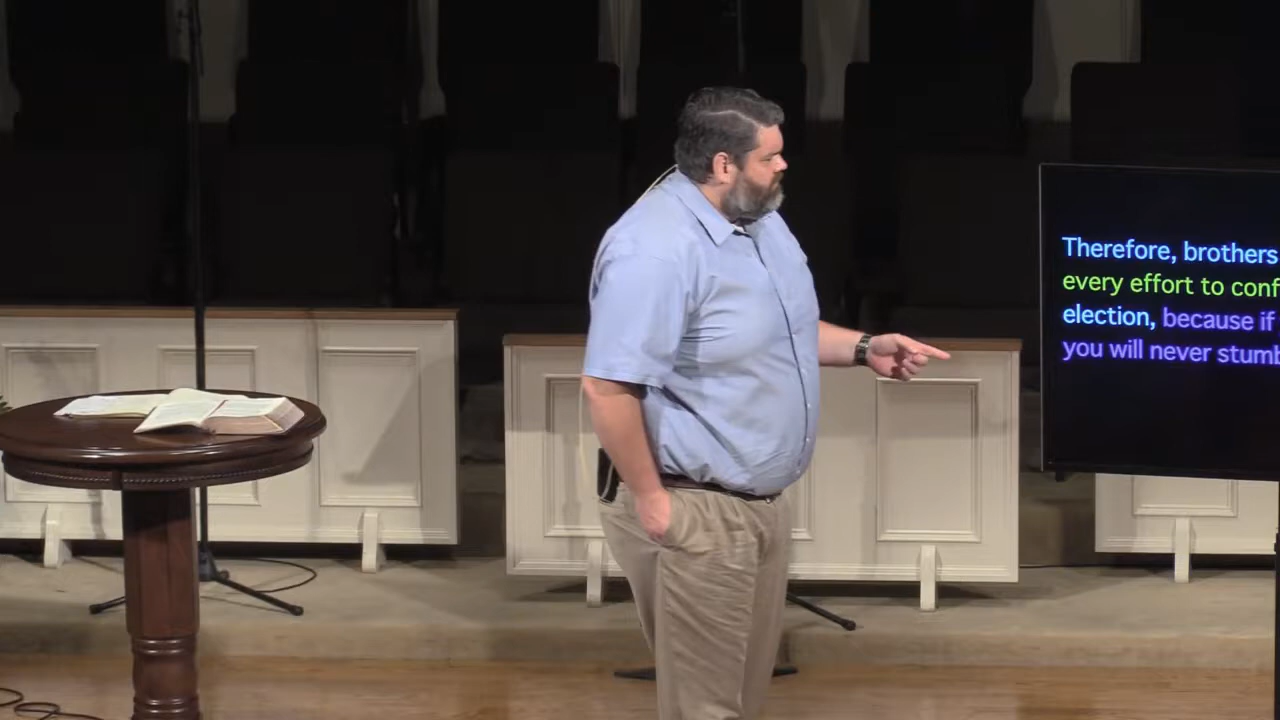 Therefore, brothers
every effort to conf
election, because if
you will never stumb